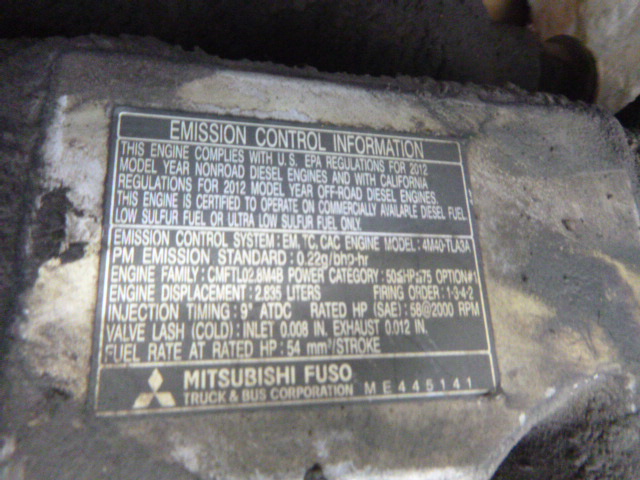 EMISSION CONTROL INFORMATION
THIS ENGINE COMPLIES WITH U.S. EPA REGULATIONS FOR 2012
MODEL YEAR NONROAD DIESEL ENGINES AND WITH CALIFORNIA
REGULATIONS FOR 2012 MODEL YEAR OFF-ROAD DIESEL ENGINES.
THIS ENGINE IS CERTIFIED TO OPERATE ON COMMERCIALLY AVAILABLE DIESEL FUEL
LOW SULFUR FUEL OR ULTRA LOW SULFUR FUEL ONLY.
EMISSION CONTROL SYSTEM : EM, TC, CAC ENGINE MODEL : 4M40-TLA3A
PM EMISSION STANDARD : 0.22g/bhp-hr
ENGINE FAMILY : CMFTL02.8M4B POWER CATEGORY : 50≤HP≤75 OPTION#1
ENGINE DISPLACEMENT : 2.835 LITERS FIRING ORDER : 1-3-4-2
INJECTION TIMING : 9° ATDC RATED HP (SAE) : 58@2000 RPM
VALVE LASH (COLD) : INLET 0.008 IN. EXHAUST 0.012 IN.
FUEL RATE AT RATED HP : 54 mm³/STROKE
MITSUBISHI FUSO
TRUCK & BUS CORPORATION ME445141